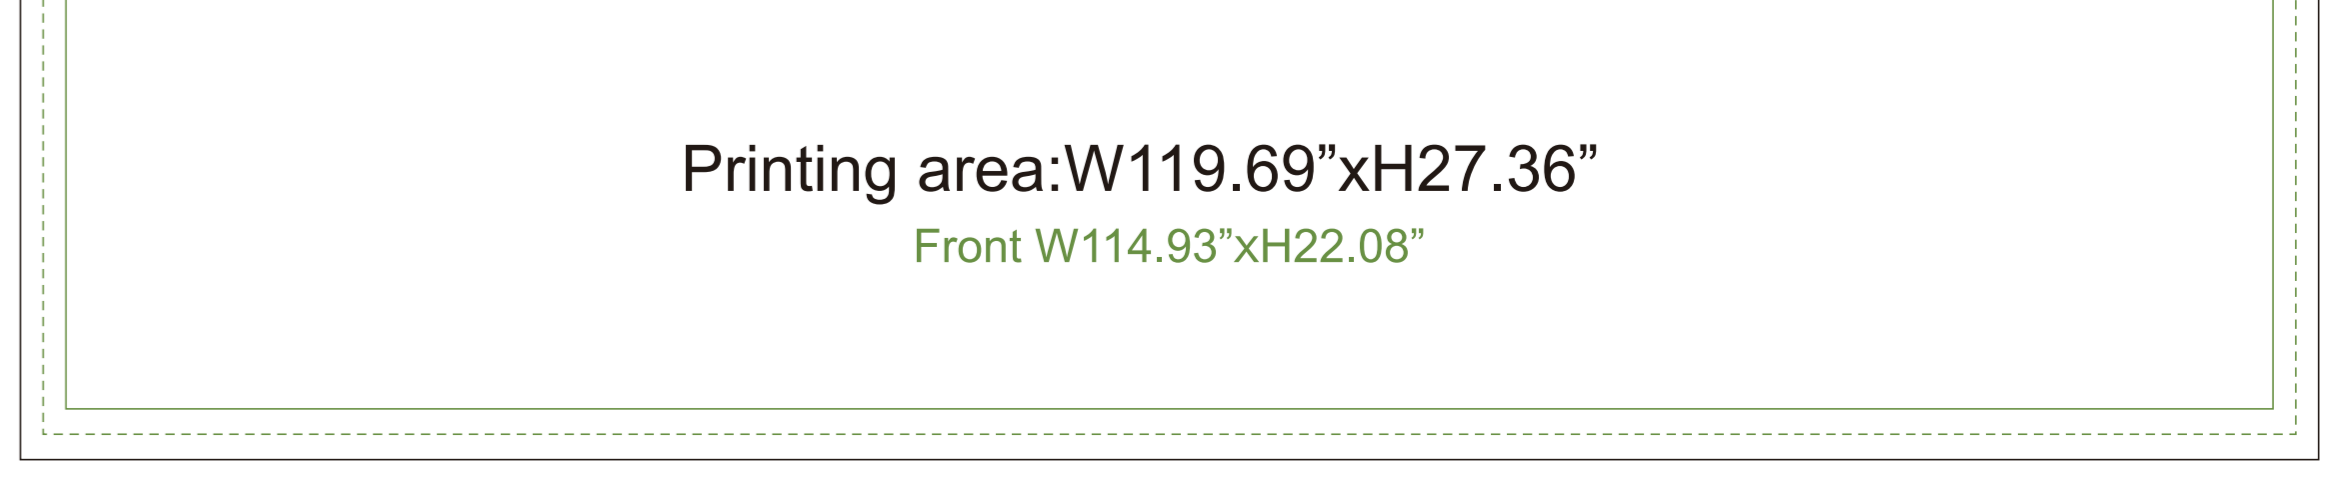 Printing area:W119.69”xH27.36”
Front W114.93”xH22.08”